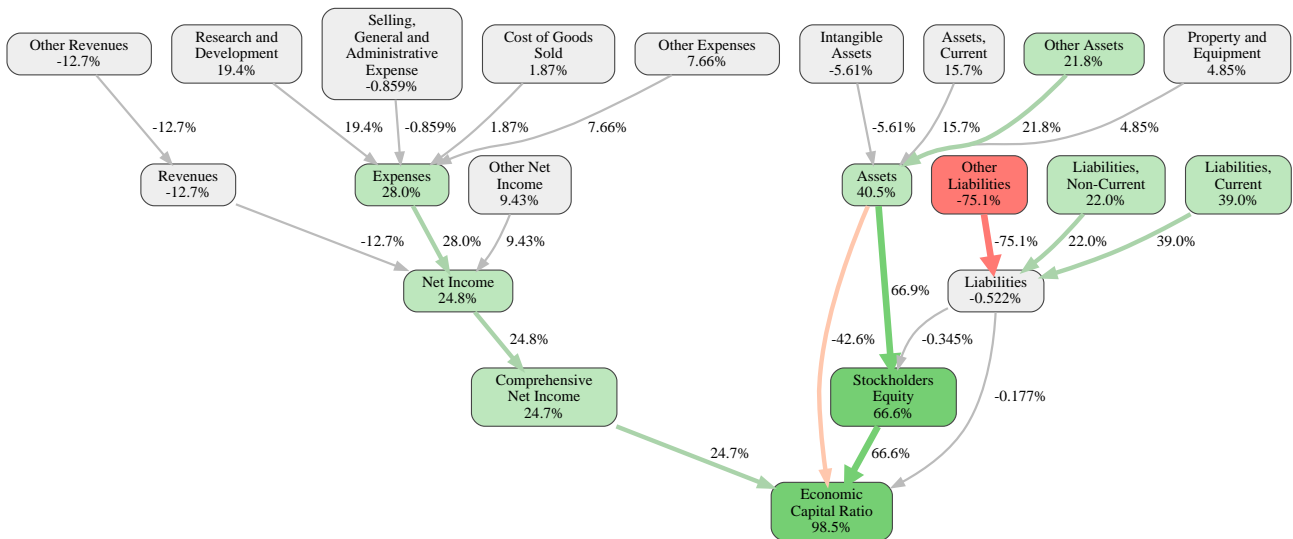 Other Revenues
-12.7%
Research and
Development
19.4%
Selling,
General and
Administrative
Expense
-0.859%
Cost of Goods
Sold
1.87%
Other Expenses
7.66%
Intangible
Assets
-5.61%
Assets,
Current
15.7%
Other Assets
21.8%
Property and
Equipment
4.85%
-12.7%
19.4%
-0.859%
1.87%
7.66%
-5.61%
15.7%
21.8%
4.85%
Revenues
-12.7%
Expenses
28.0%
Other Net
Income
9.43%
Assets
40.5%
Other
Liabilities
-75.1%
Liabilities,
Non-Current
22.0%
Liabilities,
Current
39.0%
-12.7%
28.0%
9.43%
-75.1%
22.0%
39.0%
Net Income
24.8%
66.9%
Liabilities
-0.522%
24.8%
-42.6%
-0.345%
Comprehensive
Net Income
24.7%
Stockholders
Equity
66.6%
-0.177%
24.7%
66.6%
Economic
Capital Ratio
98.5%